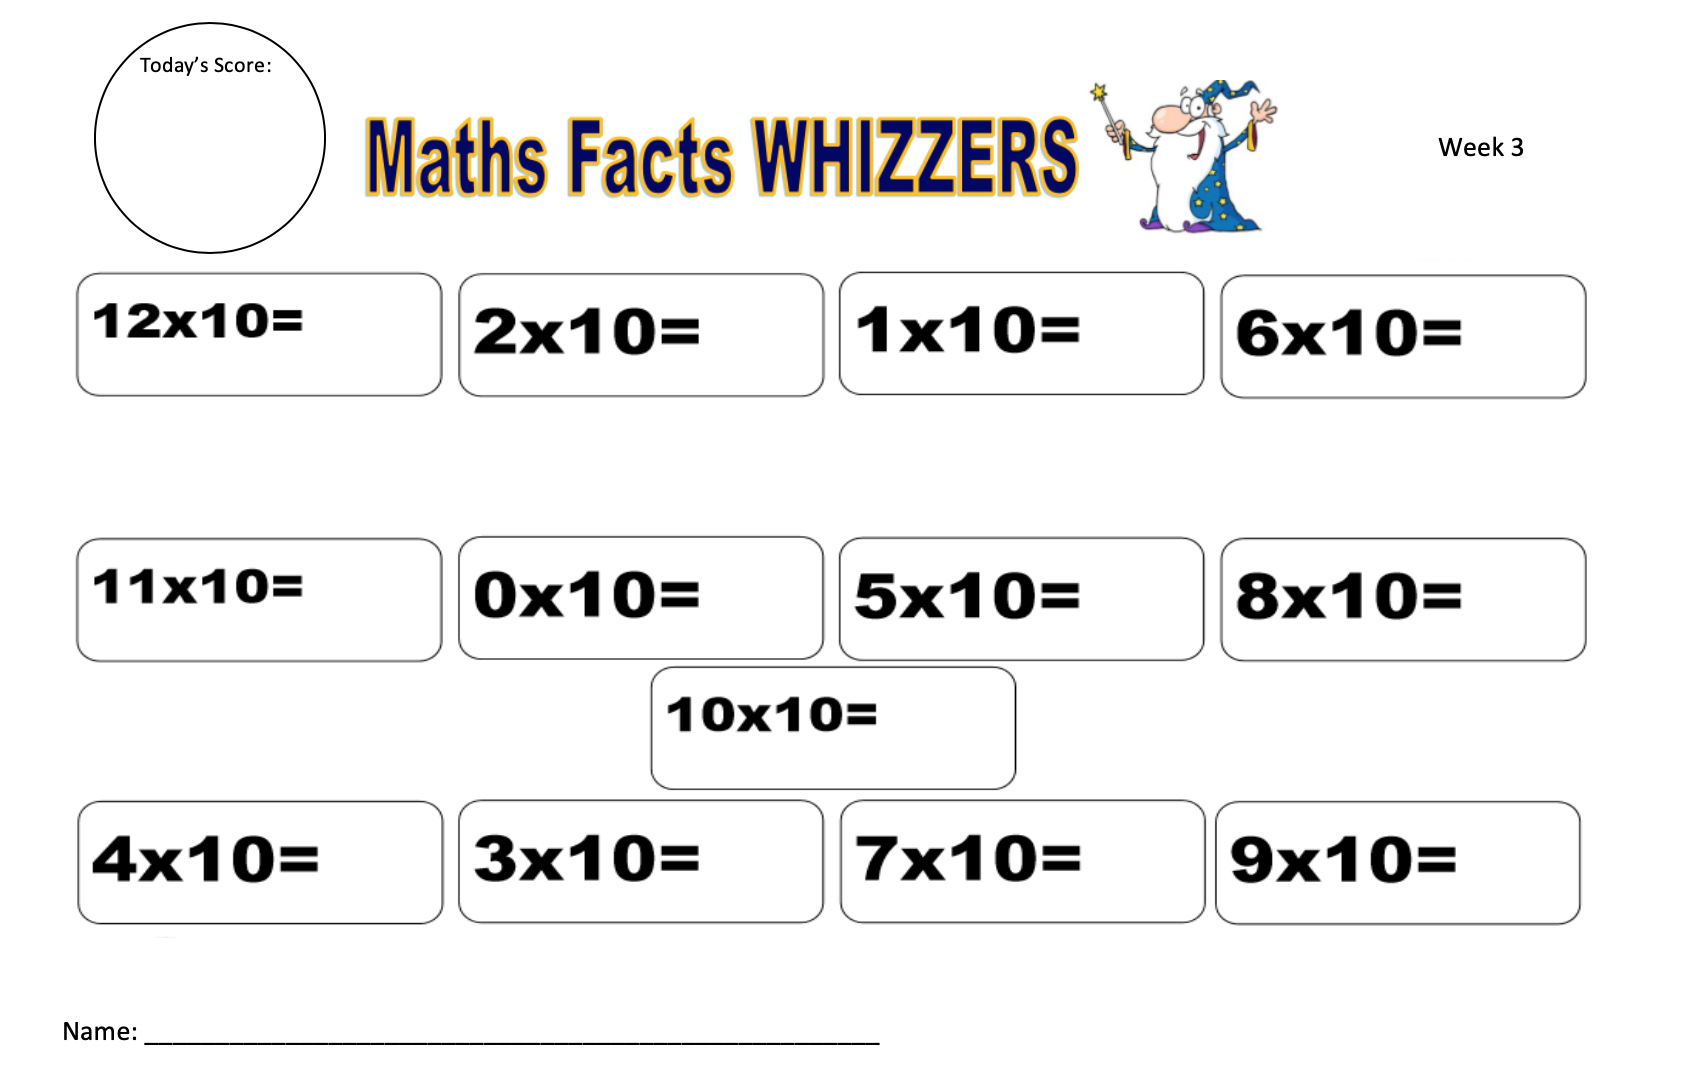 Today’s Score:
Maths Facts WHIZZERS
Week 3
12x10=
2x10=
1x10=
6x10=
11x10=
0x10=
5x10=
8x10=
10x10=
4x10=
3x10=
7x10=
9x10=
Name: ______________________________________________________